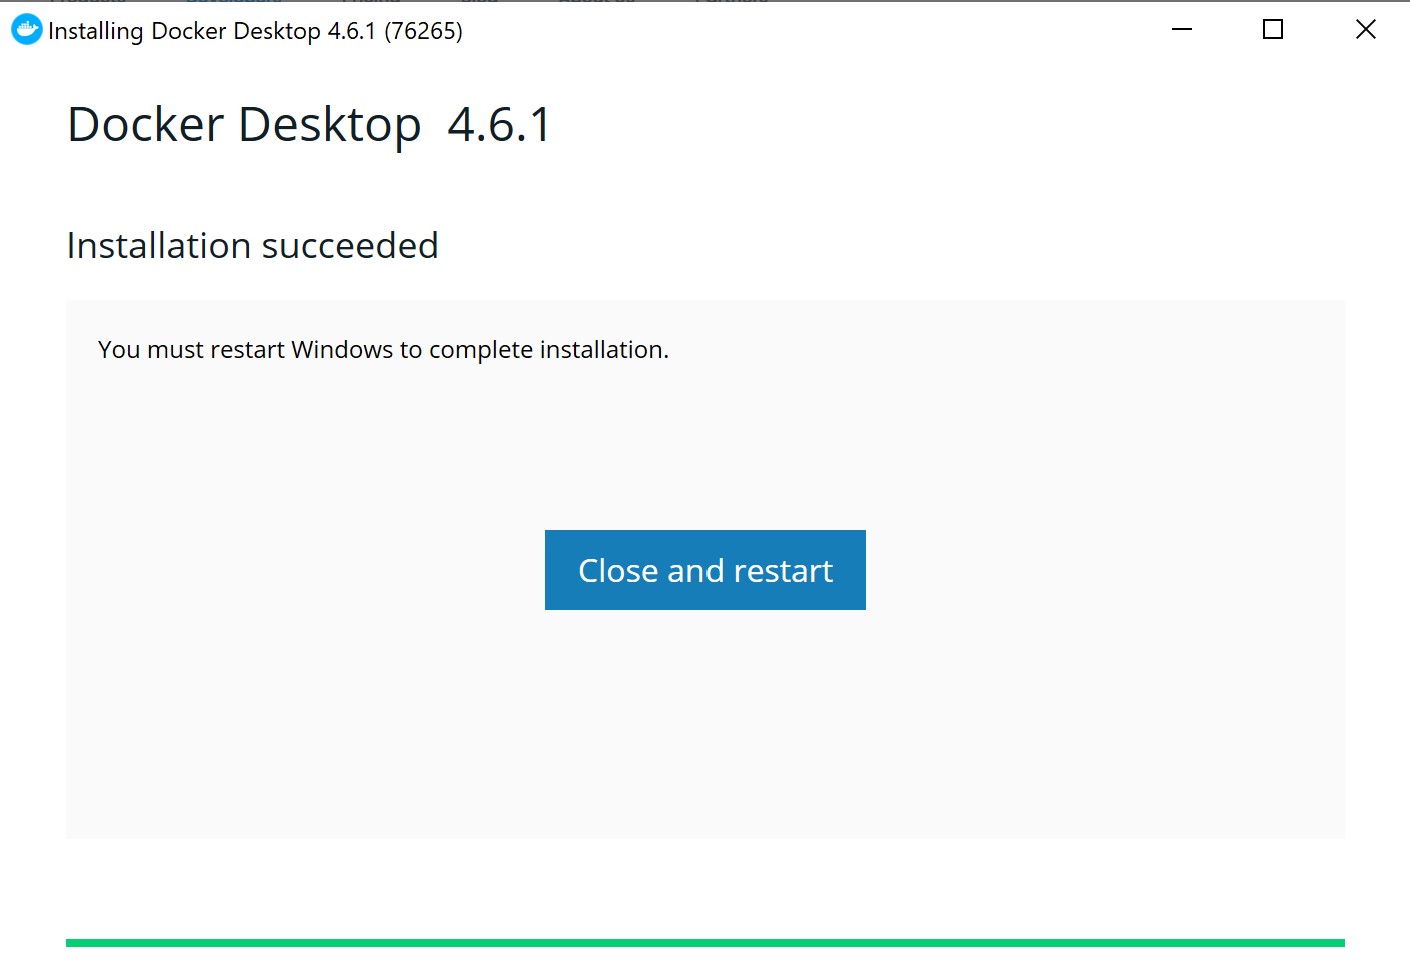 Installing Docker Desktop 4.6.1 (76265)
Docker Desktop 4.6.1
Installation succeeded
You must restart Windows to complete installation.
Close and restart